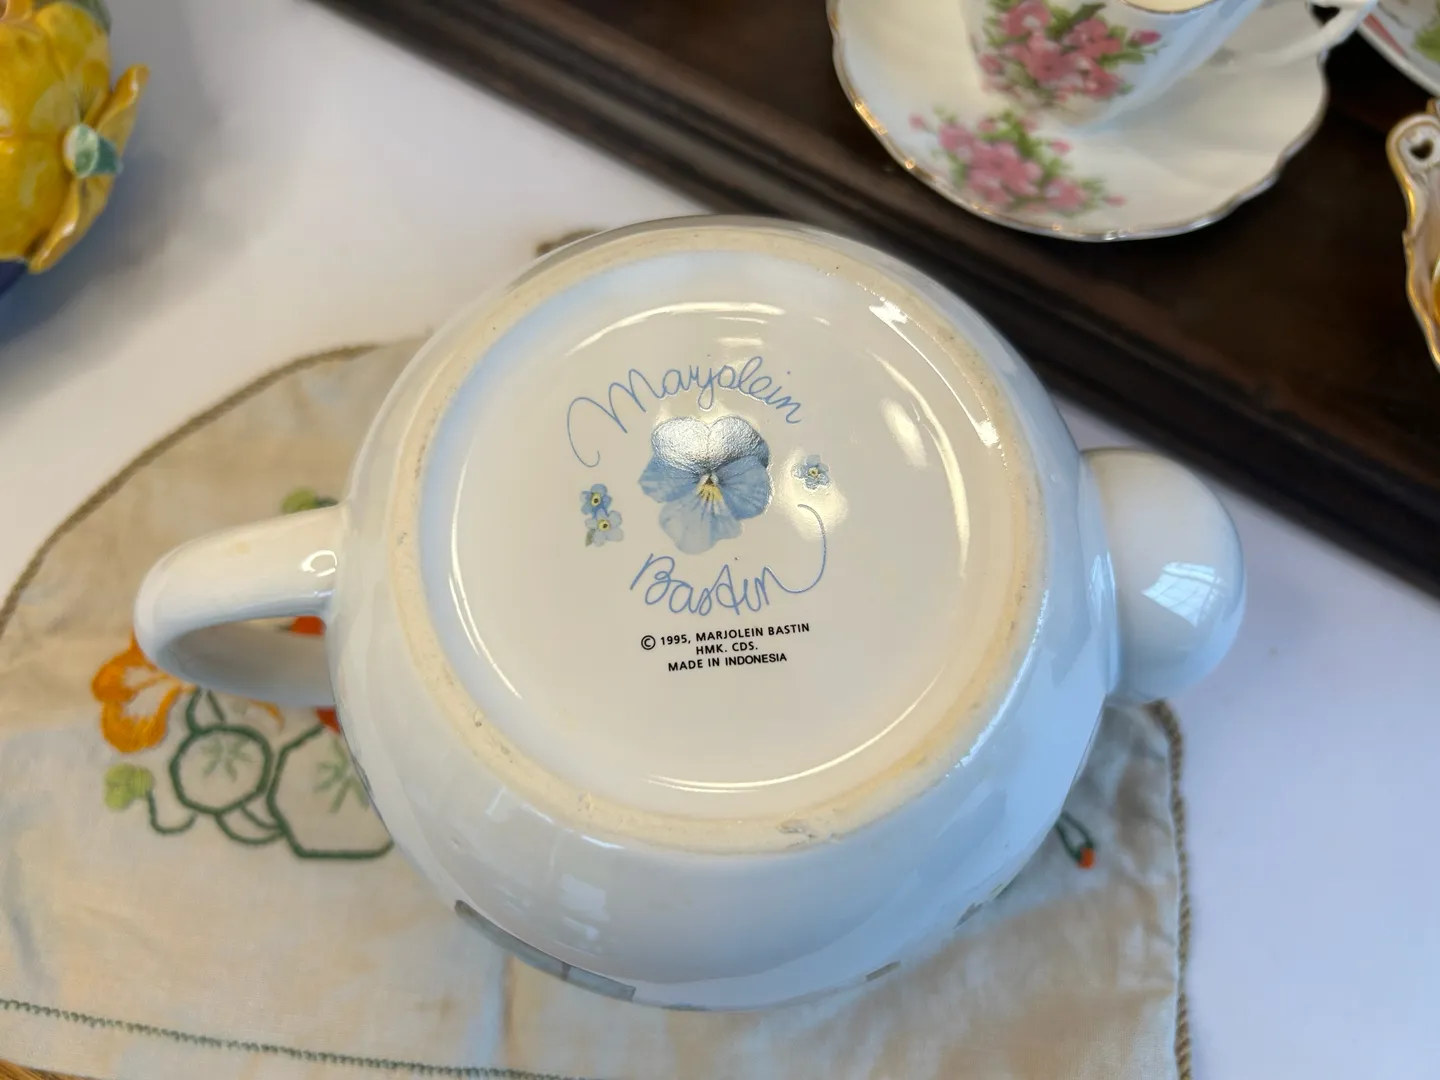 Marjolein
Bastin
© 1995, MARJOLEIN BASTIN
HMK. CDS.
MADE IN INDONESIA